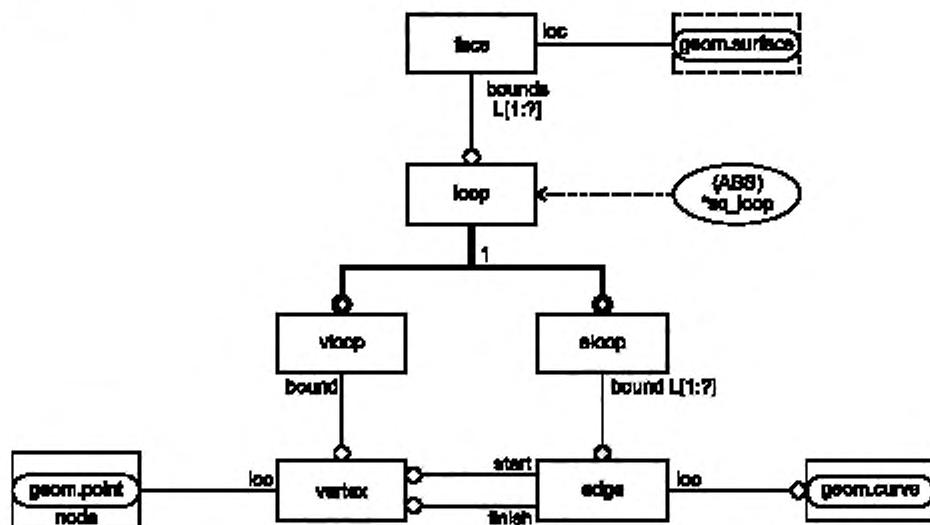 face
loc
geom.surface
bounds
L[1:?]
loop
(ABS)
*sq_loop
1
vloop
eloop
bound
bound L[1:?]
geom.point
node
loc
vertex
start
finish
edge
loc
geom.curve